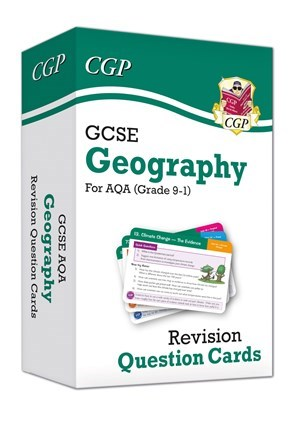 CGP
CGP
CGP
GCSE
Geography
For AQA (Grade 9-1)
GCSE AQA
Geography
Revision Question Cards
Climate Change — The Evidence
Revision
Question Cards